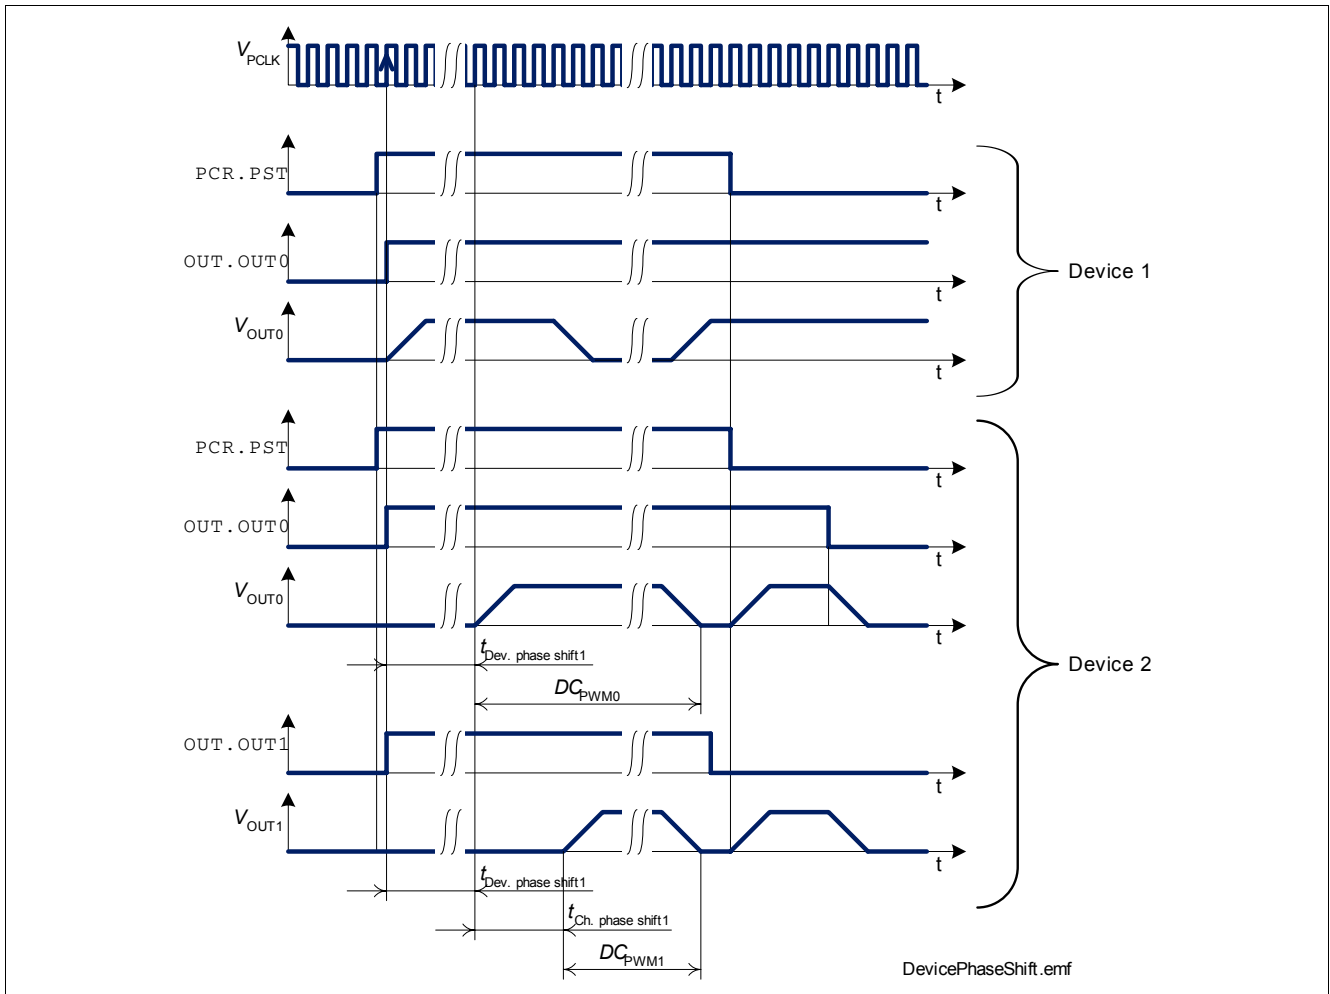 VPCLK
t
PCR.PST
t
OUT.OUT0
t
Device 1
VOUT0
t
PCR.PST
t
OUT.OUT0
t
VOUT0
t
tDev. phase shift1
Device 2
DCPWM0
OUT.OUT1
t
VOUT1
t
tDev. phase shift1
tCh. phase shift1
DCPWM1
DevicePhaseShift.emf